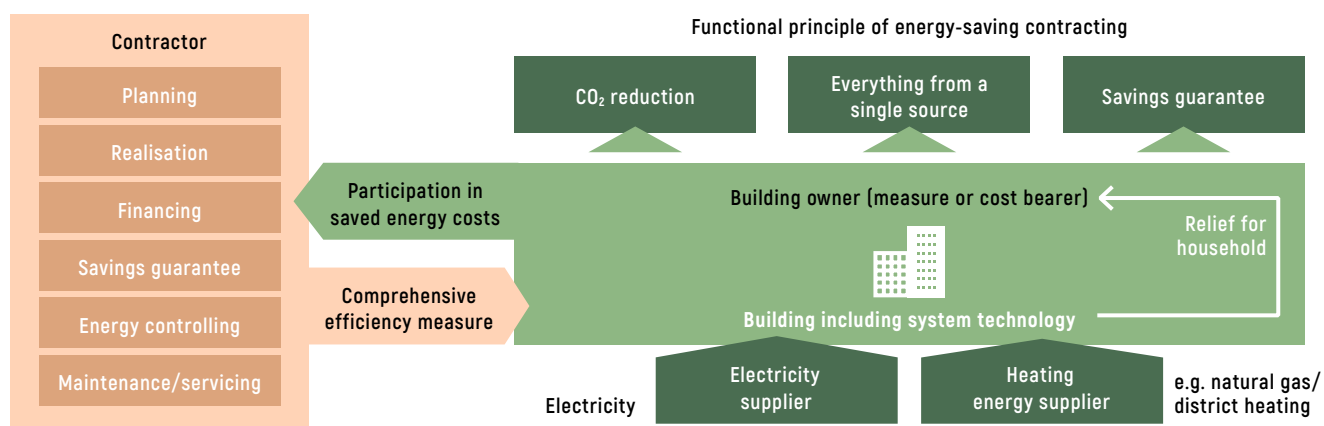 Functional principle of energy-saving contracting
Contractor
Planning
Realisation
Financing
Savings guarantee
Energy controlling
Maintenance/servicing
CO₂ reduction
Everything from a
single source
Savings guarantee
Participation in
saved energy costs
Comprehensive
efficiency measure
Building owner (measure or cost bearer)
Relief for
household
Building including system technology
Electricity
Electricity
supplier
Heating
energy supplier
e.g. natural gas/
district heating